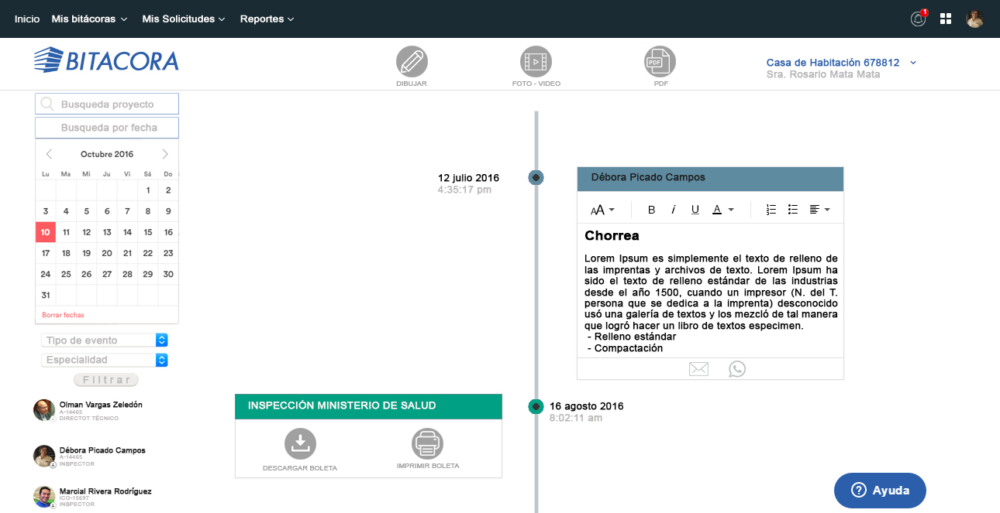 Inicio Mis bitácoras Mis Solicitudes Reportes
1
BITACORA
DIBUJAR
FOTO - VIDEO
PDF
PDF
Casa de Habitación 678812
Sra. Rosario Mata Mata
Busqueda proyecto
Busqueda por fecha
Octubre 2016
Lu Ma Mi Ju Vi Sá Do
1 2
3 4 5 6 7 8 9
10 11 12 13 14 15 16
17 18 19 20 21 22 23
24 25 26 27 28 29 30
31
Borrar fechas
Tipo de evento
Especialidad
Filtrar
Olman Vargas Zeledón
A-14465
DIRECTOT TÉCNICO
Débora Picado Campos
A-14465
INSPECTOR
Marcial Rivera Rodríguez
ICO-15637
INSPECTOR
12 julio 2016
4:35:17 pm
Débora Picado Campos
AA B i U A
Chorrea
Lorem Ipsum es simplemente el texto de relleno de
las imprentas y archivos de texto. Lorem Ipsum ha
sido el texto de relleno estándar de las industrias
desde el año 1500, cuando un impresor (N. del T.
persona que se dedica a la imprenta) desconocido
usó una galería de textos y los mezcló de tal manera
que logró hacer un libro de textos especimen.
- Relleno estándar
- Compactación
INSPECCIÓN MINISTERIO DE SALUD
DESCARGAR BOLETA
IMPRIMIR BOLETA
16 agosto 2016
8:02:11 am
? Ayuda